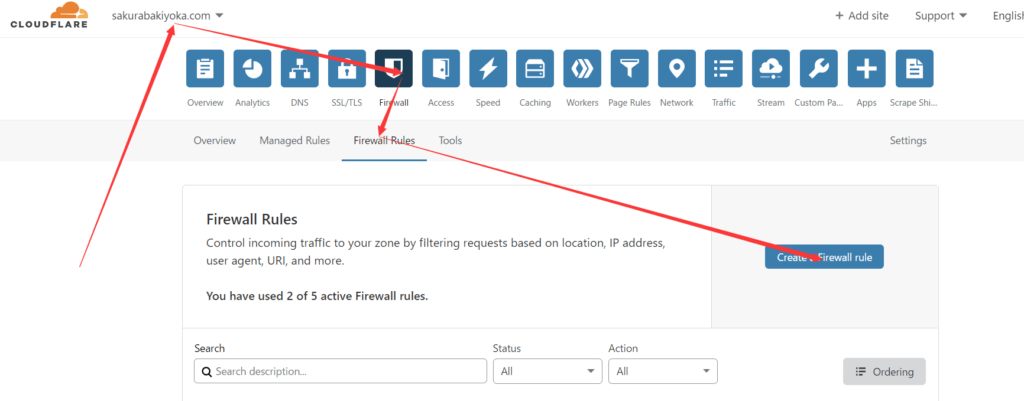 CLOUDFLARE
sakurabakiyoka.com
+ Add site
Support
English
Overview
Analytics
DNS
SSL/TLS
Firewall
Access
Speed
Caching
Workers
Page Rules
Network
Traffic
Stream
Custom Pa...
Apps
Scrape Shi...
Overview
Managed Rules
Firewall Rules
Tools
Settings
Firewall Rules
Control incoming traffic to your zone by filtering requests based on location, IP address,
user agent, URI, and more.
You have used 2 of 5 active Firewall rules.
Create a Firewall rule
Search
Status
Action
Search description...
All
All
Ordering